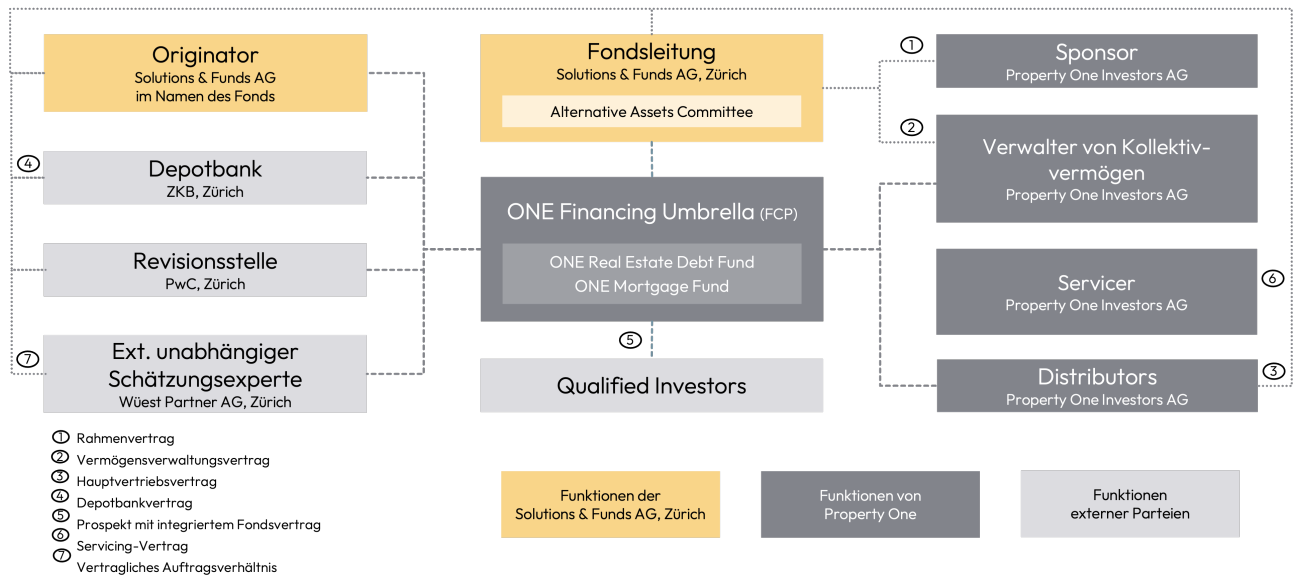 Originator
Solutions & Funds AG
im Namen des Fonds
4
Depotbank
ZKB, Zürich
Revisionsstelle
PwC, Zürich
7
Ext. unabhängiger
Schätzungsexperte
Wüest Partner AG, Zürich
Fondsleitung
Solutions & Funds AG, Zürich
Alternative Assets Committee
ONE Financing Umbrella (FCP)
ONE Real Estate Debt Fund
ONE Mortgage Fund
5
Qualified Investors
1
Sponsor
Property One Investors AG
2
Verwalter von Kollektiv-
vermögen
Property One Investors AG
Servicer
Property One Investors AG
6
Distributors
Property One Investors AG
3
1 Rahmenvertrag
2 Vermögensverwaltungsvertrag
3 Hauptvertriebsvertrag
4 Depotbankvertrag
5 Prospekt mit integriertem Fondsvertrag
6 Servicing-Vertrag
7 Vertragliches Auftragsverhältnis
Funktionen der
Solutions & Funds AG, Zürich
Funktionen von
Property One
Funktionen
externer Parteien